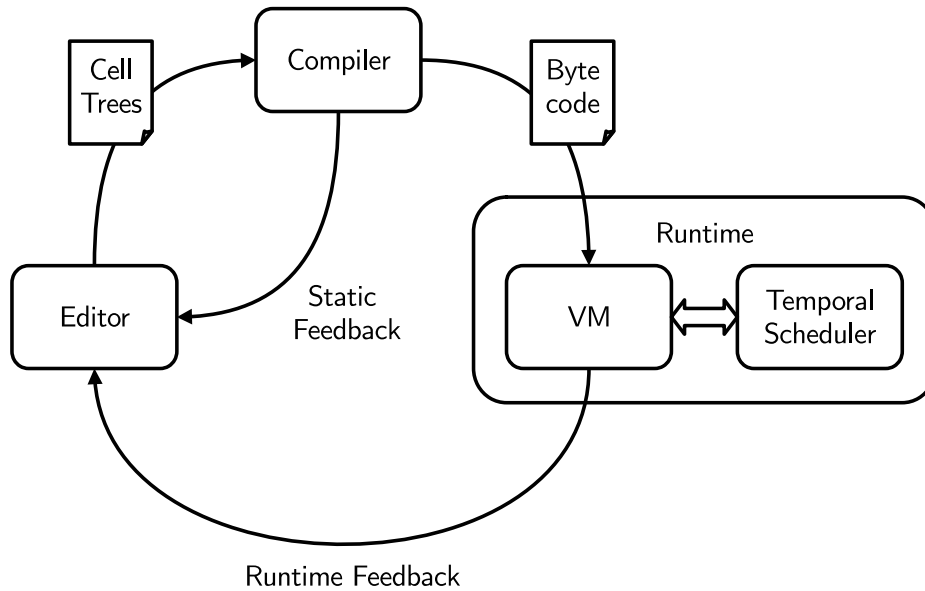 Cell
Trees
Compiler
Byte
code
Runtime
Editor
Static
Feedback
VM
Temporal
Scheduler
Runtime Feedback